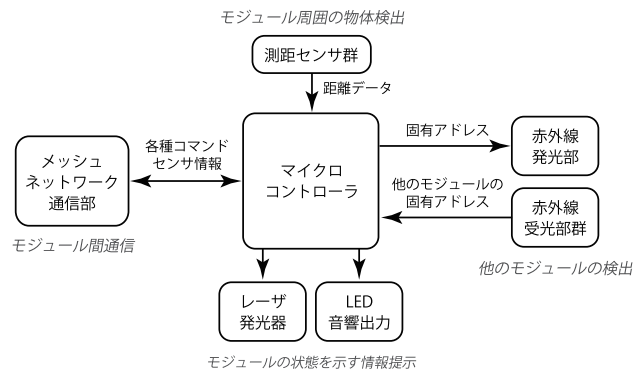 モジュール周囲の物体検出
測距センサ群
距離データ
各種コマンド
センサ情報
メッシュ
ネットワーク
通信部
モジュール間通信
マイクロ
コントローラ
固有アドレス
赤外線
発光部
他のモジュールの
固有アドレス
赤外線
受光部群
他のモジュールの検出
レーザ
発光器
LED
音響出力
モジュールの状態を示す情報提示